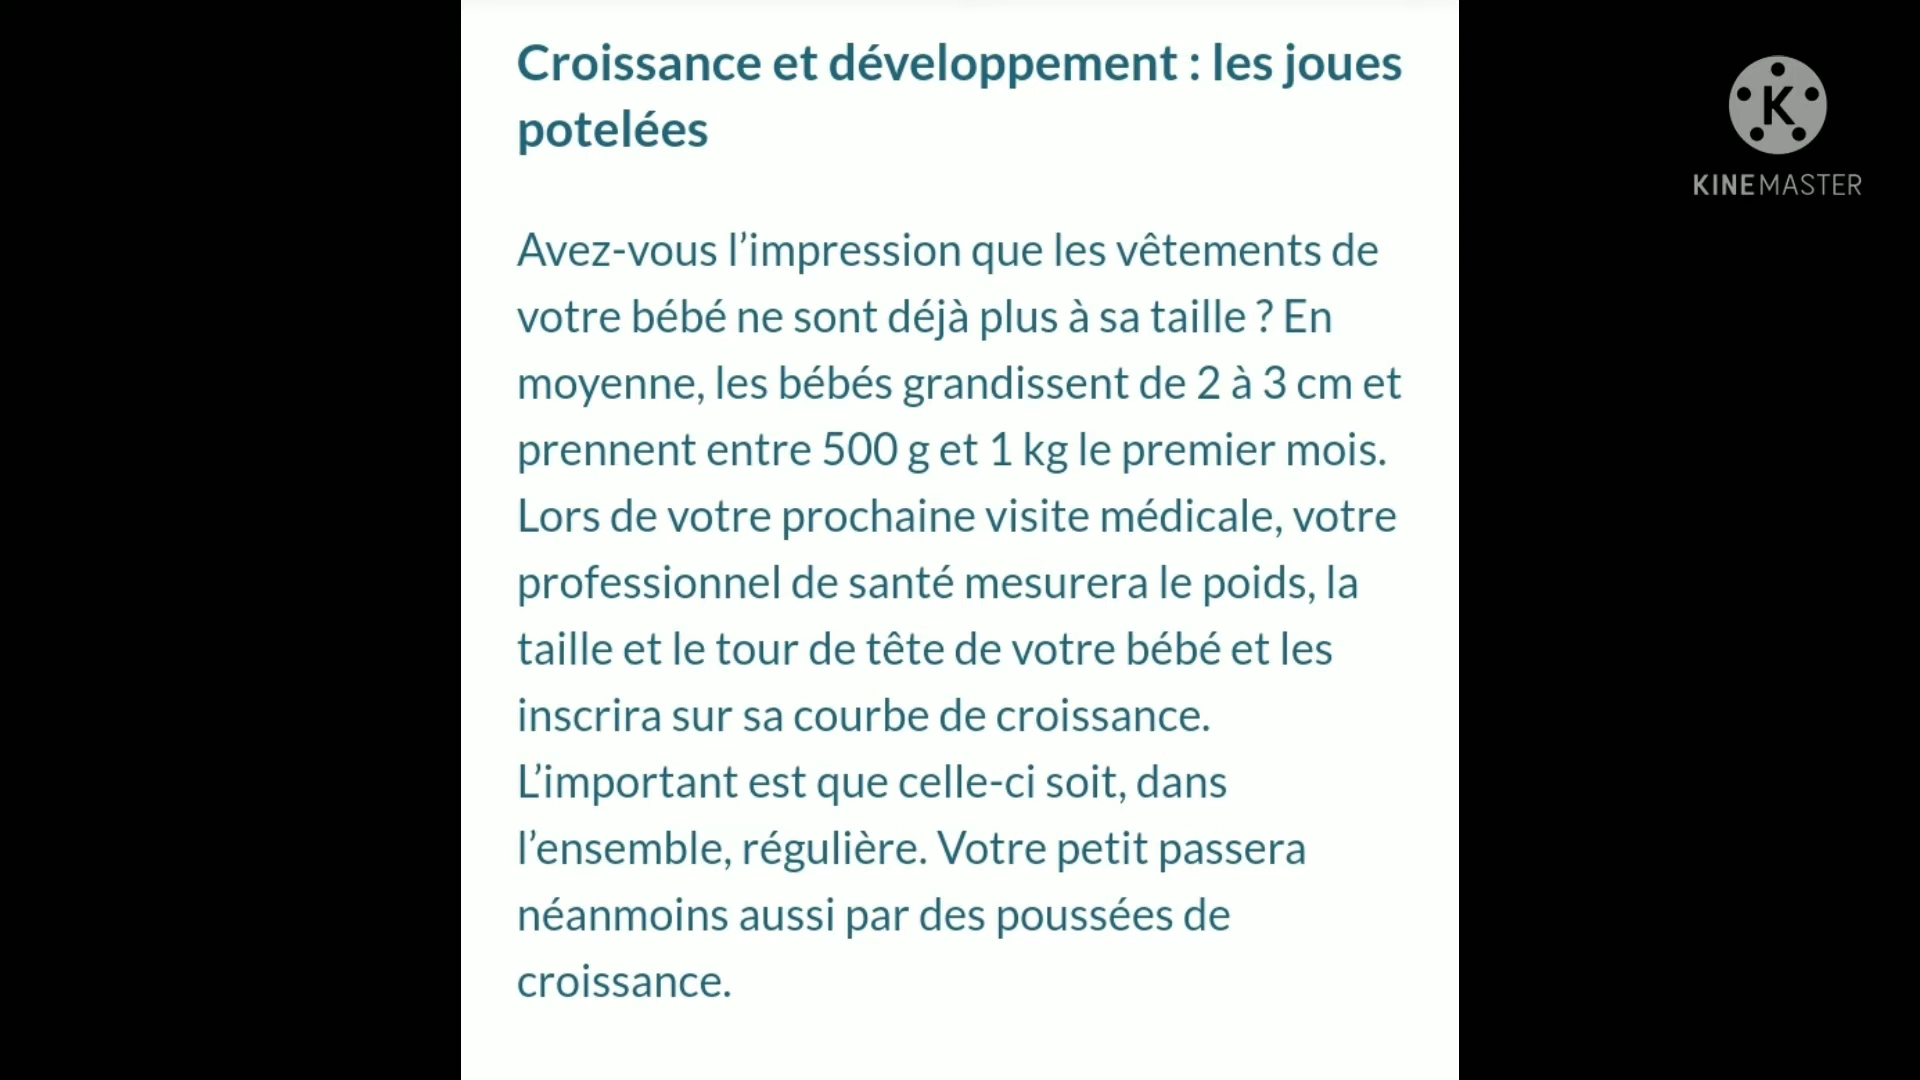 Croissance et développement : les joues
potelées
Avez-vous l’impression que les vêtements de
votre bébé ne sont déjà plus à sa taille ? En
moyenne, les bébés grandissent de 2 à 3 cm et
prennent entre 500 g et 1 kg le premier mois.
Lors de votre prochaine visite médicale, votre
professionnel de santé mesurera le poids, la
taille et le tour de tête de votre bébé et les
inscrira sur sa courbe de croissance.
L’important est que celle-ci soit, dans
l’ensemble, régulière. Votre petit passera
néanmoins aussi par des poussées de
croissance.
K
KINEMASTER